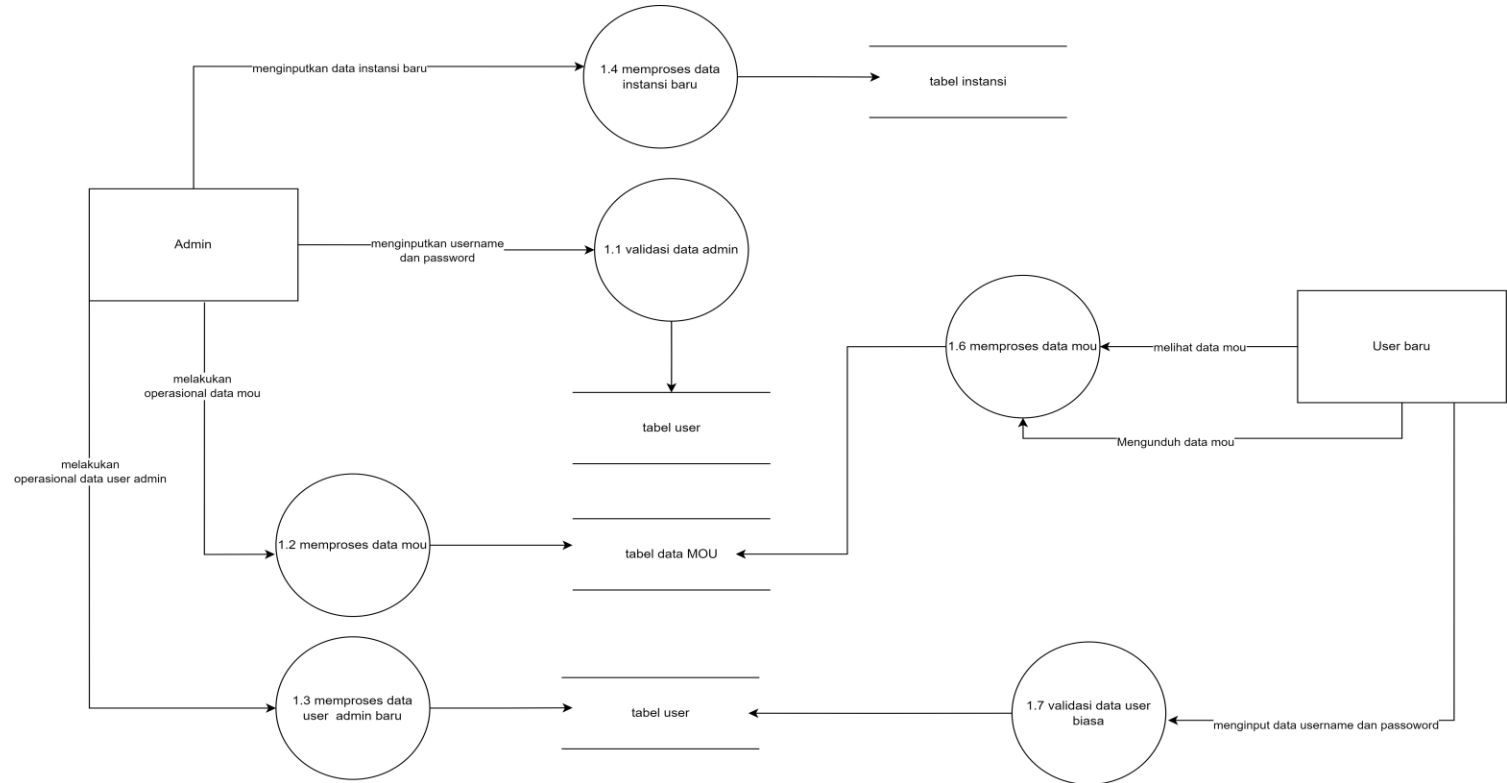 menginputkan data instansi baru
1.4 memproses data
instansi baru
tabel instansi
Admin
menginputkan username
dan password
1.1 validasi data admin
1.6 memproses data mou
melihat data mou
User baru
Mengunduh data mou
melakukan
operasional data mou
tabel user
melakukan
operasional data user admin
1.2 memproses data mou
tabel data MOU
1.3 memproses data
user admin baru
tabel user
1.7 validasi data user
biasa
menginput data username dan passoword